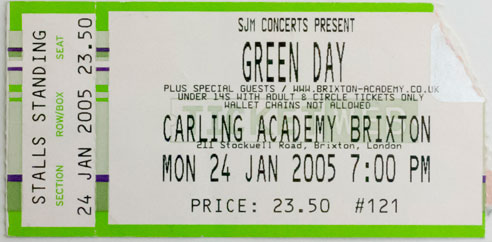 STALLS STANDING
SECTION ROW/BOX SEAT
24 JAN 2005 23.50
SJM CONCERTS PRESENT
GREEN DAY
PLUS SPECIAL GUESTS / WWW.BRIXTON-ACADEMY.CO.UK
UNDER 14S WITH ADULT & CIRCLE TICKETS ONLY
WALLET CHAINS NOT ALLOWED
CARLING ACADEMY BRIXTON
211 Stockwell Road, Brixton, London
MON 24 JAN 2005 7:00 PM
PRICE: 23.50 #121